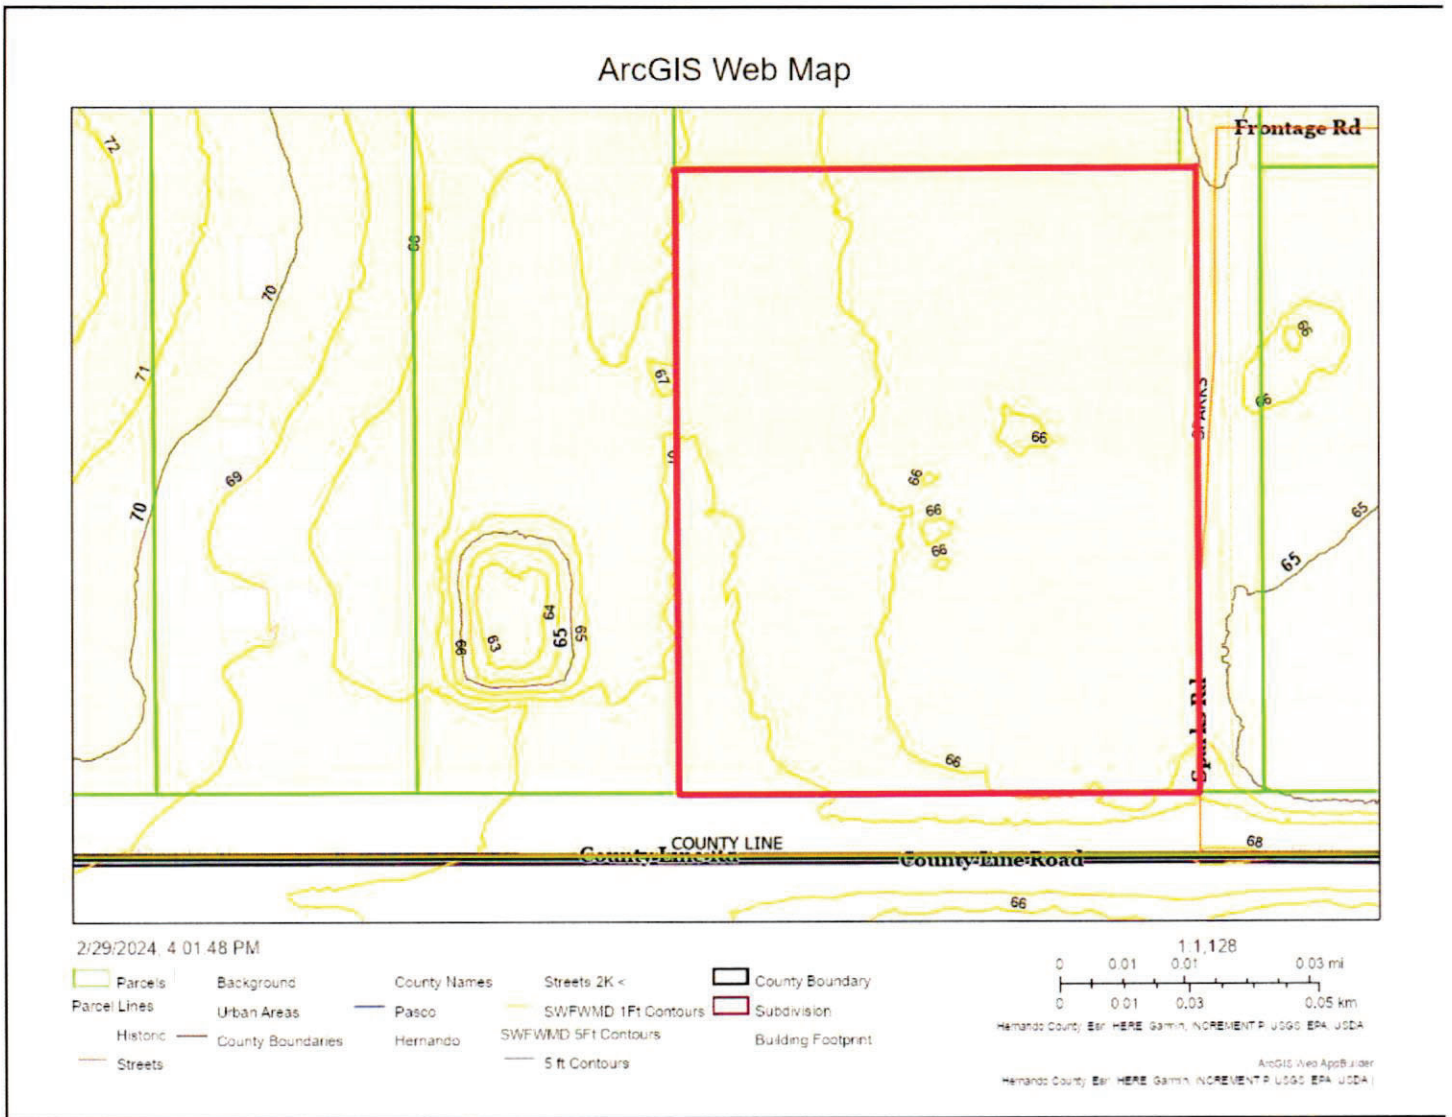 ArcGIS Web Map
Frontage Rd
72
68
70
67
66
71
69
70
66
66
66
66
66
66
65
65
SPARKS
64
65
65
63
66
Sparks Rd
66
COUNTY LINE
County Line Rd
County Line Road
68
66
2/29/2024, 4:01:48 PM
1:1,128
0 0.01 0.01 0.03 mi
0 0.01 0.03 0.05 km
Parcels
Parcel Lines
Historic
Streets
Background
Urban Areas
County Boundaries
County Names
Pasco
Hernando
Streets 2K <
SWFWMD 1Ft Contours
SWFWMD 5Ft Contours
5 ft Contours
County Boundary
Subdivision
Building Footprint
Hernando County, Esri, HERE, Garmin, INCREMENT P, USGS, EPA, USDA
ArcGIS Web AppBuilder
Hernando County, Esri, HERE, Garmin, INCREMENT P, USGS, EPA, USDA |